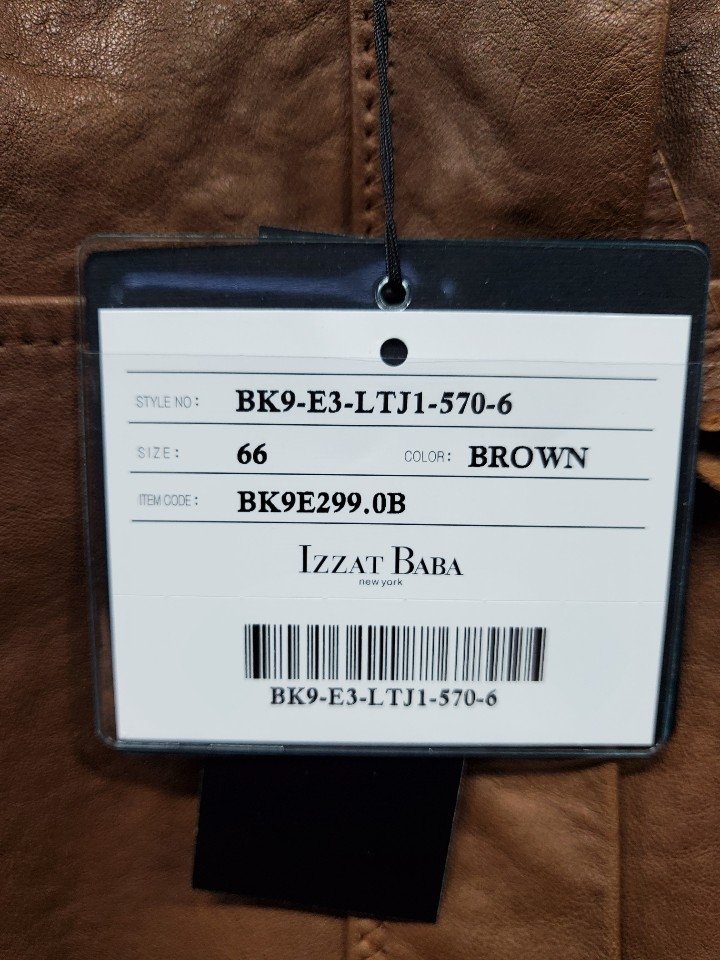 STYLE NO: BK9-E3-LTJ1-570-6
SIZE: 66 COLOR: BROWN
ITEM CODE: BK9E299.0B
IZZAT BABA
new york
BK9-E3-LTJ1-570-6